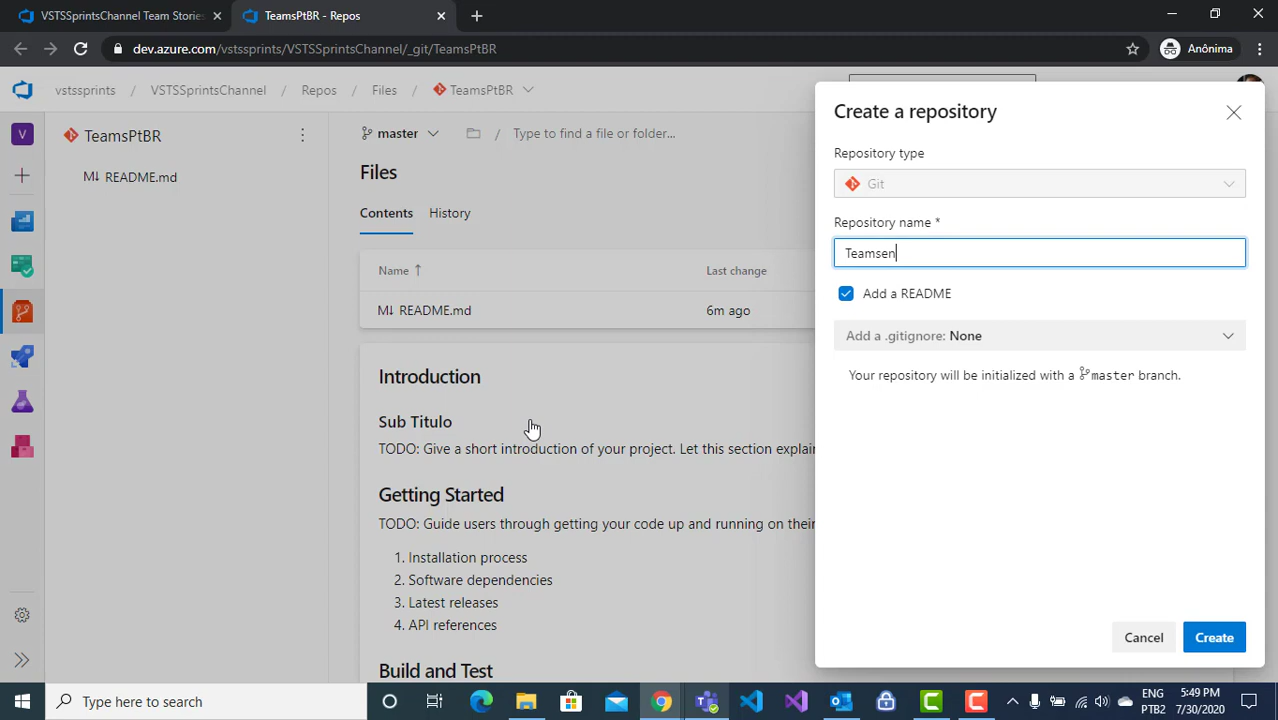 VSTSSprintsChannel Team Stories
TeamsPtBR - Repos
dev.azure.com/vstssprints/VSTSSprintsChannel/_git/TeamsPtBR
Anônima
vstssprints
VSTSSprintsChannel
Repos
Files
TeamsPtBR
V
TeamsPtBR
README.md
master
/
Type to find a file or folder...
Files
Contents
History
Name ↑
Last change
README.md
6m ago
Introduction
Sub Titulo
TODO: Give a short introduction of your project. Let this section explain
Getting Started
TODO: Guide users through getting your code up and running on their
1. Installation process
2. Software dependencies
3. Latest releases
4. API references
Build and Test
Create a repository
Repository type
Git
Repository name *
Teamsen
Add a README
Add a .gitignore: None
Your repository will be initialized with a master branch.
Cancel
Create
Type here to search
ENG
PTB2
5:49 PM
7/30/2020